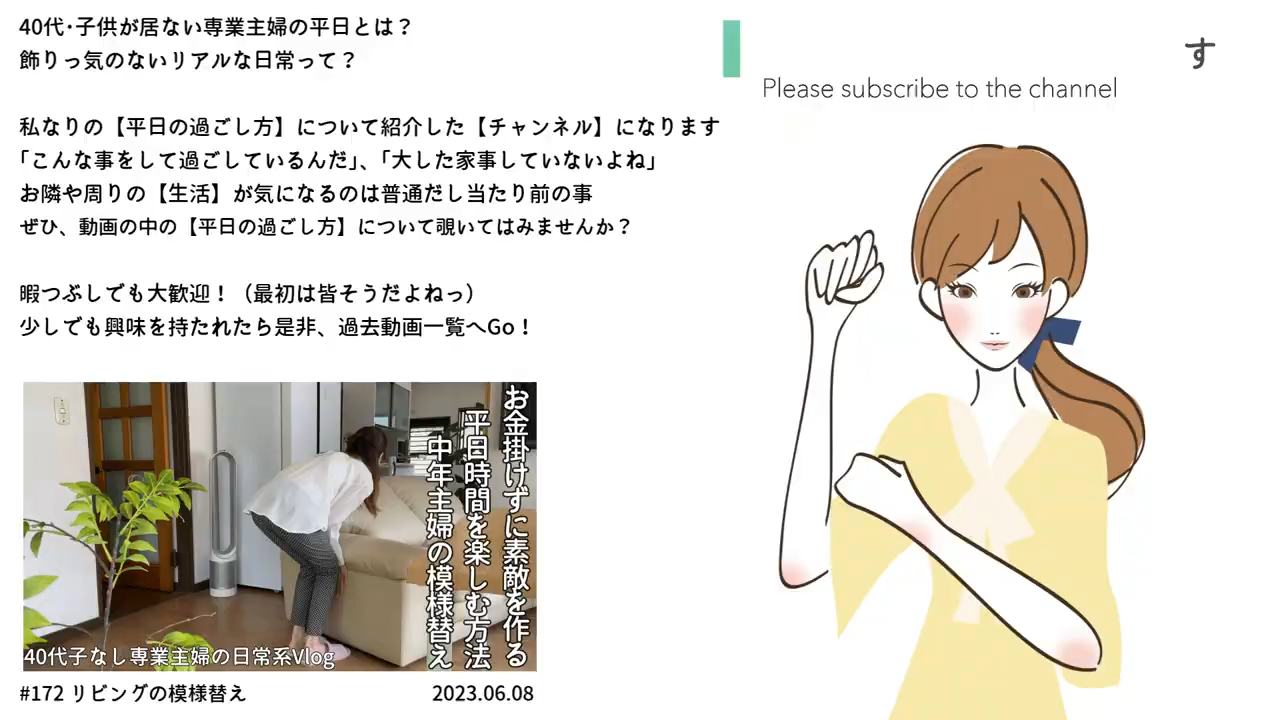 40代･子供が居ない専業主婦の平日とは？
飾りっ気のないリアルな日常って？
私なりの【平日の過ごし方】について紹介した【チャンネル】になります
｢こんな事をして過ごしているんだ｣、｢大した家事していないよね｣
お隣や周りの【生活】が気になるのは普通だし当たり前の事
ぜひ、動画の中の【平日の過ごし方】について覗いてはみませんか？
暇つぶしでも大歓迎！（最初は皆そうだよねっ）
少しでも興味を持たれたら是非、過去動画一覧へGo！
お金掛けずに素敵を作る
平日時間を楽しむ方法
中年主婦の模様替え
40代子なし専業主婦の日常系Vlog
#172 リビングの模様替え
2023.06.08
す
Please subscribe to the channel